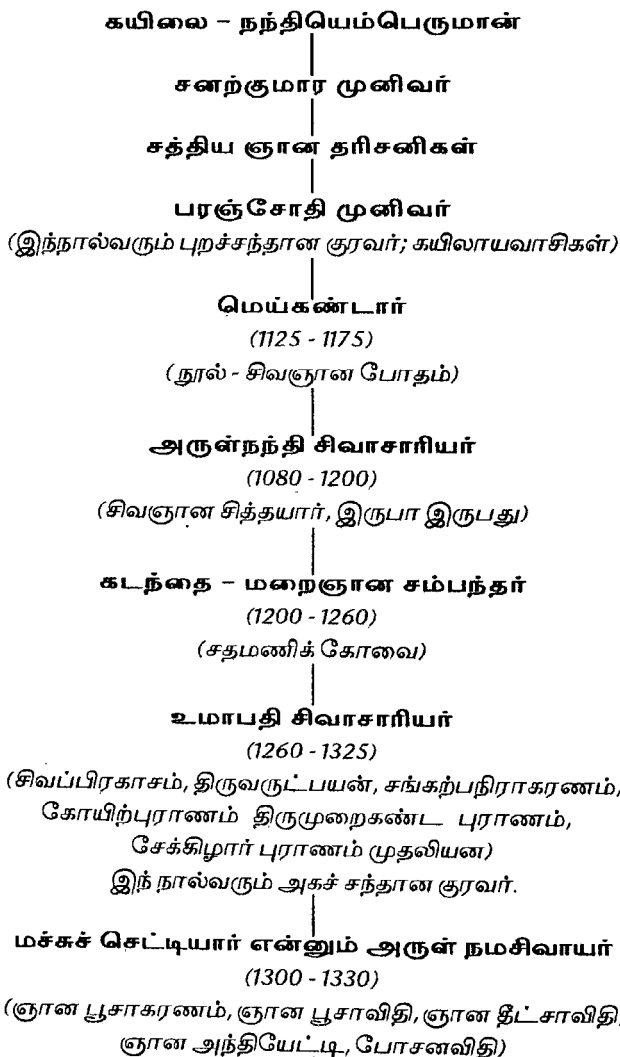 கயிலை – நந்தியெம்பெருமான்
சனற்குமார முனிவர்
சத்திய ஞான தரிசனிகள்
பரஞ்சோதி முனிவர்
(இந்நால்வரும் புறச்சந்தான குரவர்; கயிலாயவாசிகள்)
மெய்கண்டார்
(1125 - 1175)
(நூல் - சிவஞான போதம்)
அருள்நந்தி சிவாசாரியர்
(1080 - 1200)
(சிவஞான சித்தயார், இருபா இருபது)
கடந்தை – மறைஞான சம்பந்தர்
(1200 - 1260)
(சதமணிக் கோவை)
உமாபதி சிவாசாரியர்
(1260 - 1325)
(சிவப்பிரகாசம், திருவருட்பயன், சங்கற்பநிராகரணம்,
கோயிற்புராணம் திருமுறைகண்ட புராணம்,
சேக்கிழார் புராணம் முதலியன)
இந் நால்வரும் அகச் சந்தான குரவர்.
மச்சுச் செட்டியார் என்னும் அருள் நமசிவாயர்
(1300 - 1330)
(ஞான பூசாகரணம், ஞான பூசாவிதி, ஞான தீட்சாவிதி,
ஞான அந்தியேட்டி, போசனவிதி)